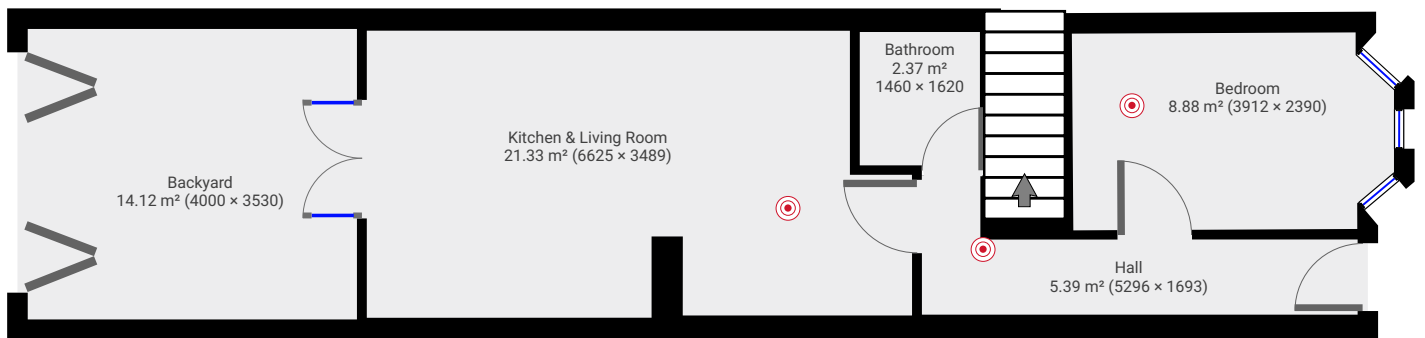 Bathroom
2.37 m²
1460 × 1620
Bedroom
8.88 m² (3912 × 2390)
Kitchen & Living Room
21.33 m² (6625 × 3489)
Backyard
14.12 m² (4000 × 3530)
Hall
5.39 m² (5296 × 1693)